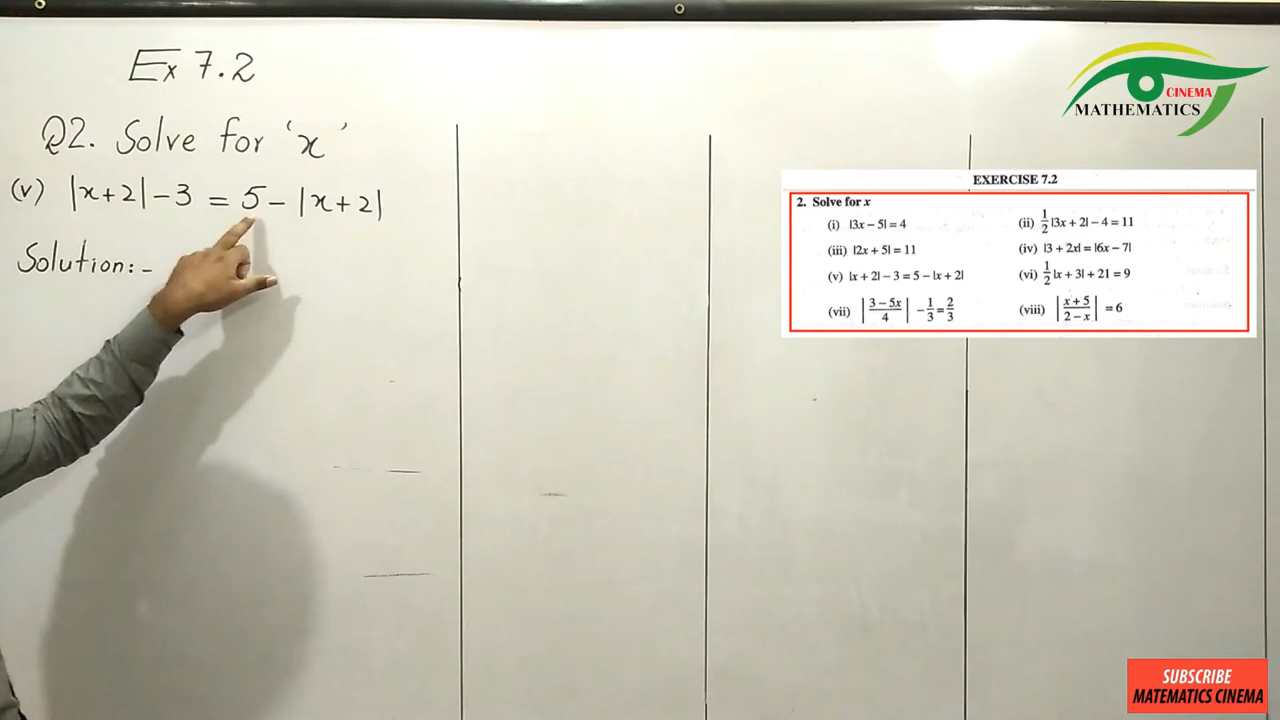 Ex 7.2
Q2. Solve for 'x'
(v) |x+2| - 3 = 5 - |x+2|
Solution:-
CINEMA
MATHEMATICS
EXERCISE 7.2
2. Solve for x
(i) |3x – 5| = 4 (ii) 1/2 |3x + 2| – 4 = 11
(iii) |2x + 5| = 11 (iv) |3 + 2x| = |6x – 7|
(v) |x + 2| – 3 = 5 – |x + 2| (vi) 1/2 |x + 3| + 21 = 9
(vii) |(3 – 5x)/4| – 1/3 = 2/3 (viii) |(x + 5)/(2 – x)| = 6
SUBSCRIBE
MATEMATICS CINEMA